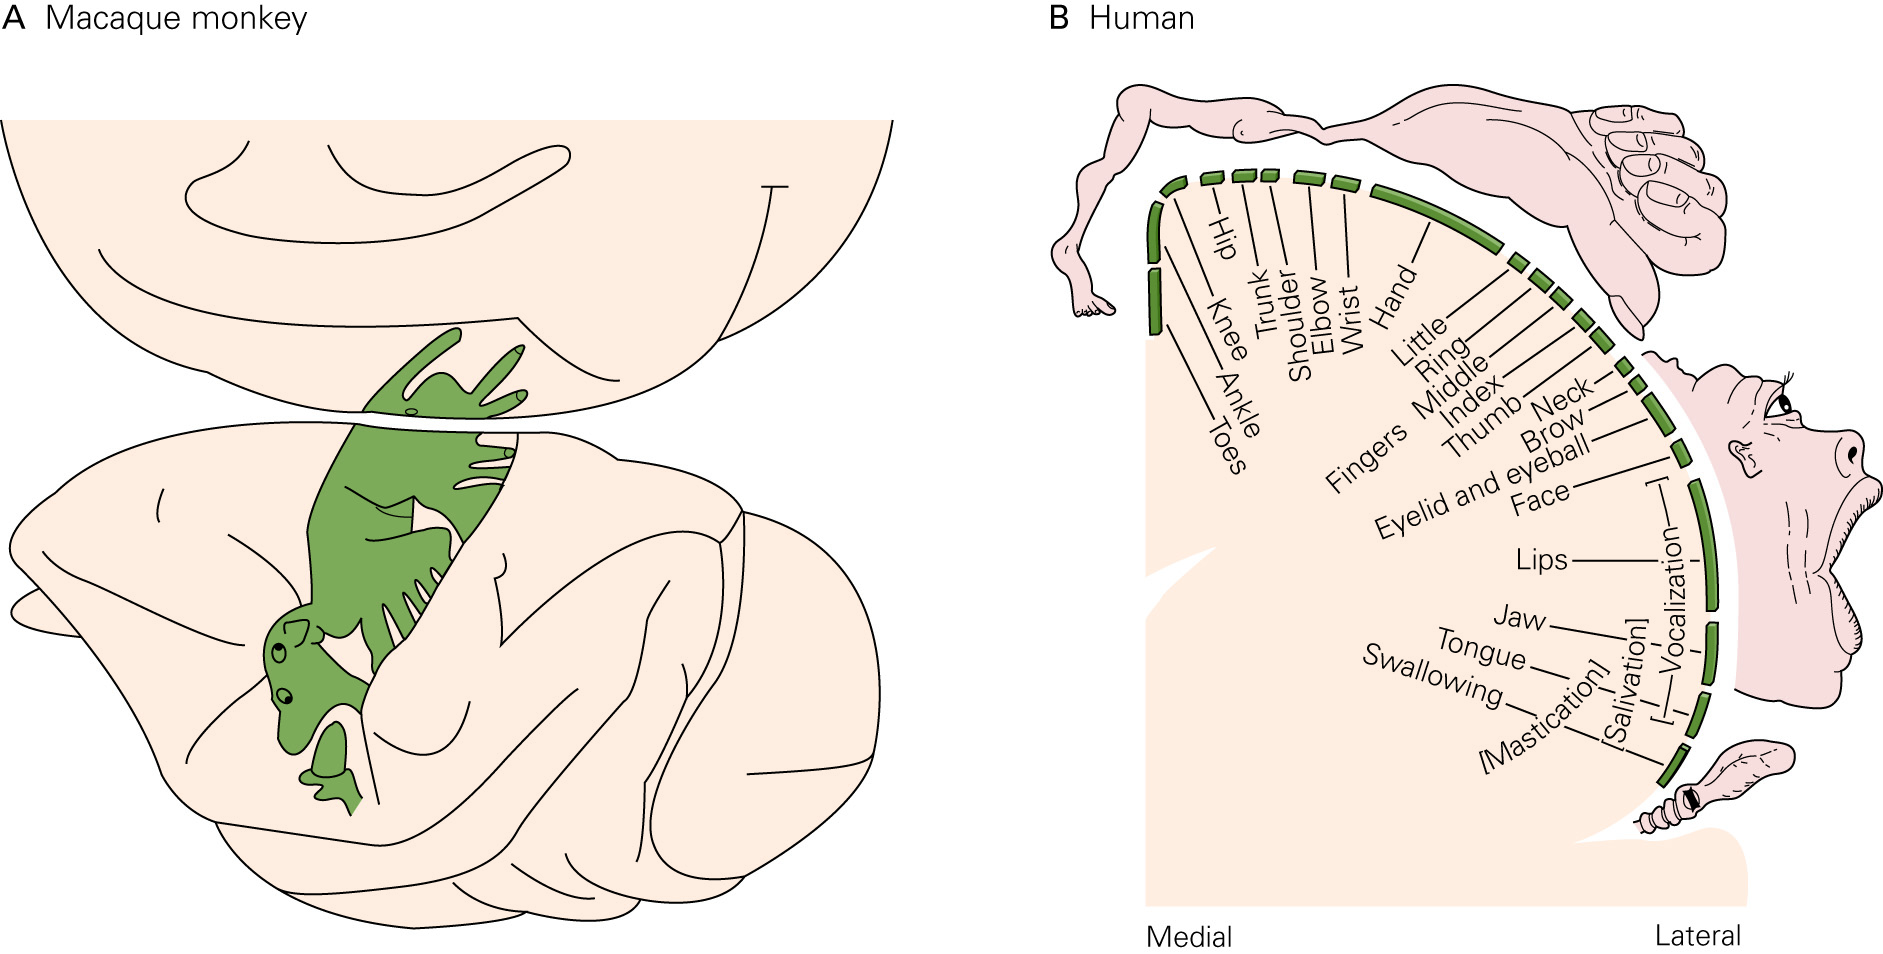 A Macaque monkey
B Human
Toes
Ankle
Knee
Hip
Trunk
Shoulder
Elbow
Wrist
Hand
Little
Ring
Middle
Index
Thumb
Fingers
Neck
Brow
Eyelid and eyeball
Face
Lips
Jaw
Tongue
Swallowing
[Mastication]
[Salivation]
[Vocalization]
Medial
Lateral